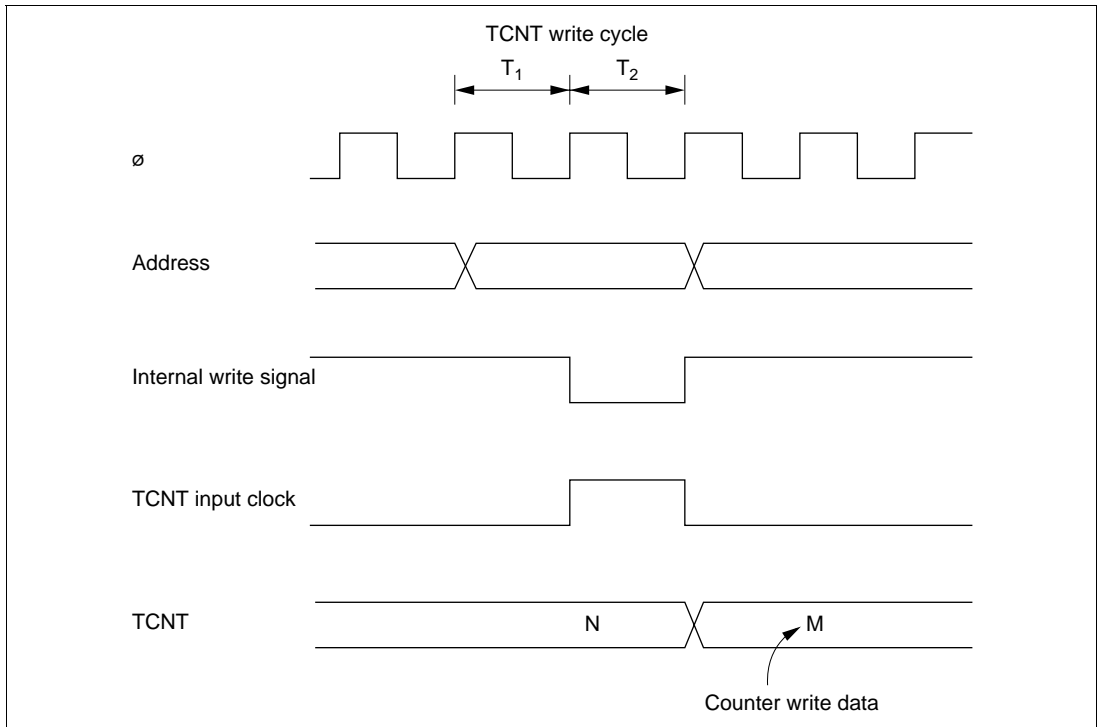 TCNT write cycle
T1 T2
ø
Address
Internal write signal
TCNT input clock
TCNT N M
Counter write data